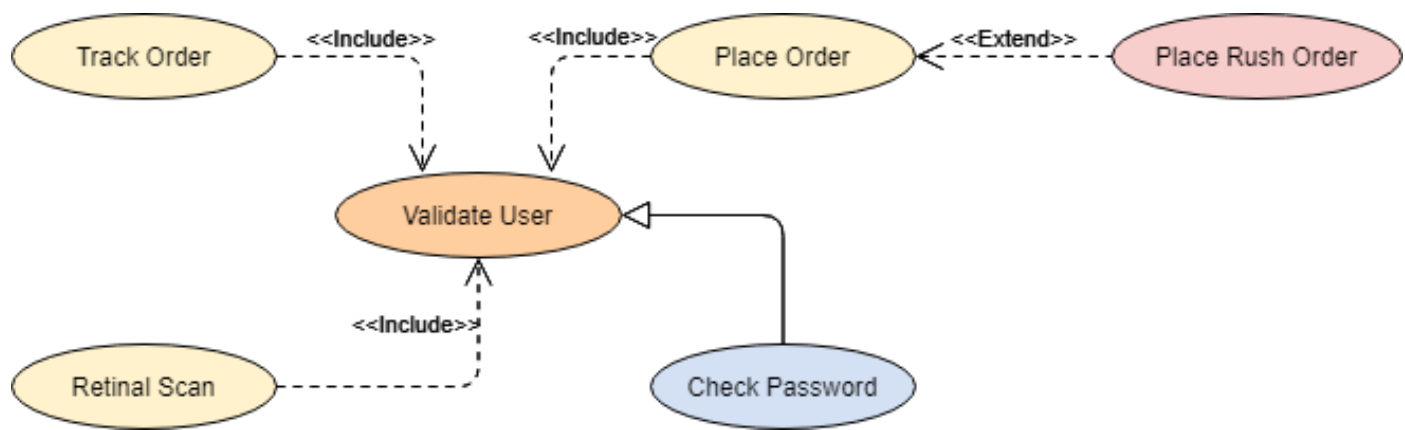 <<Include>>
<<Include>>
<<Extend>>
Track Order
Place Order
Place Rush Order
Validate User
<<Include>>
Retinal Scan
Check Password